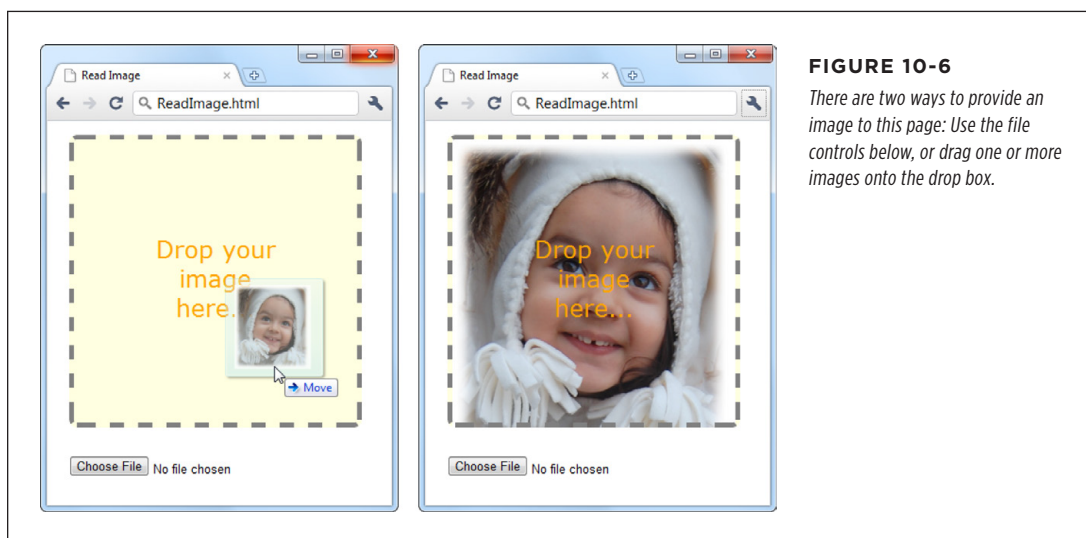 Read Image
ReadImage.html
Drop your
image
here...
Move
Choose File No file chosen
Read Image
ReadImage.html
Drop your
image
here...
Choose File No file chosen
FIGURE 10-6
There are two ways to provide an
image to this page: Use the file
controls below, or drag one or more
images onto the drop box.